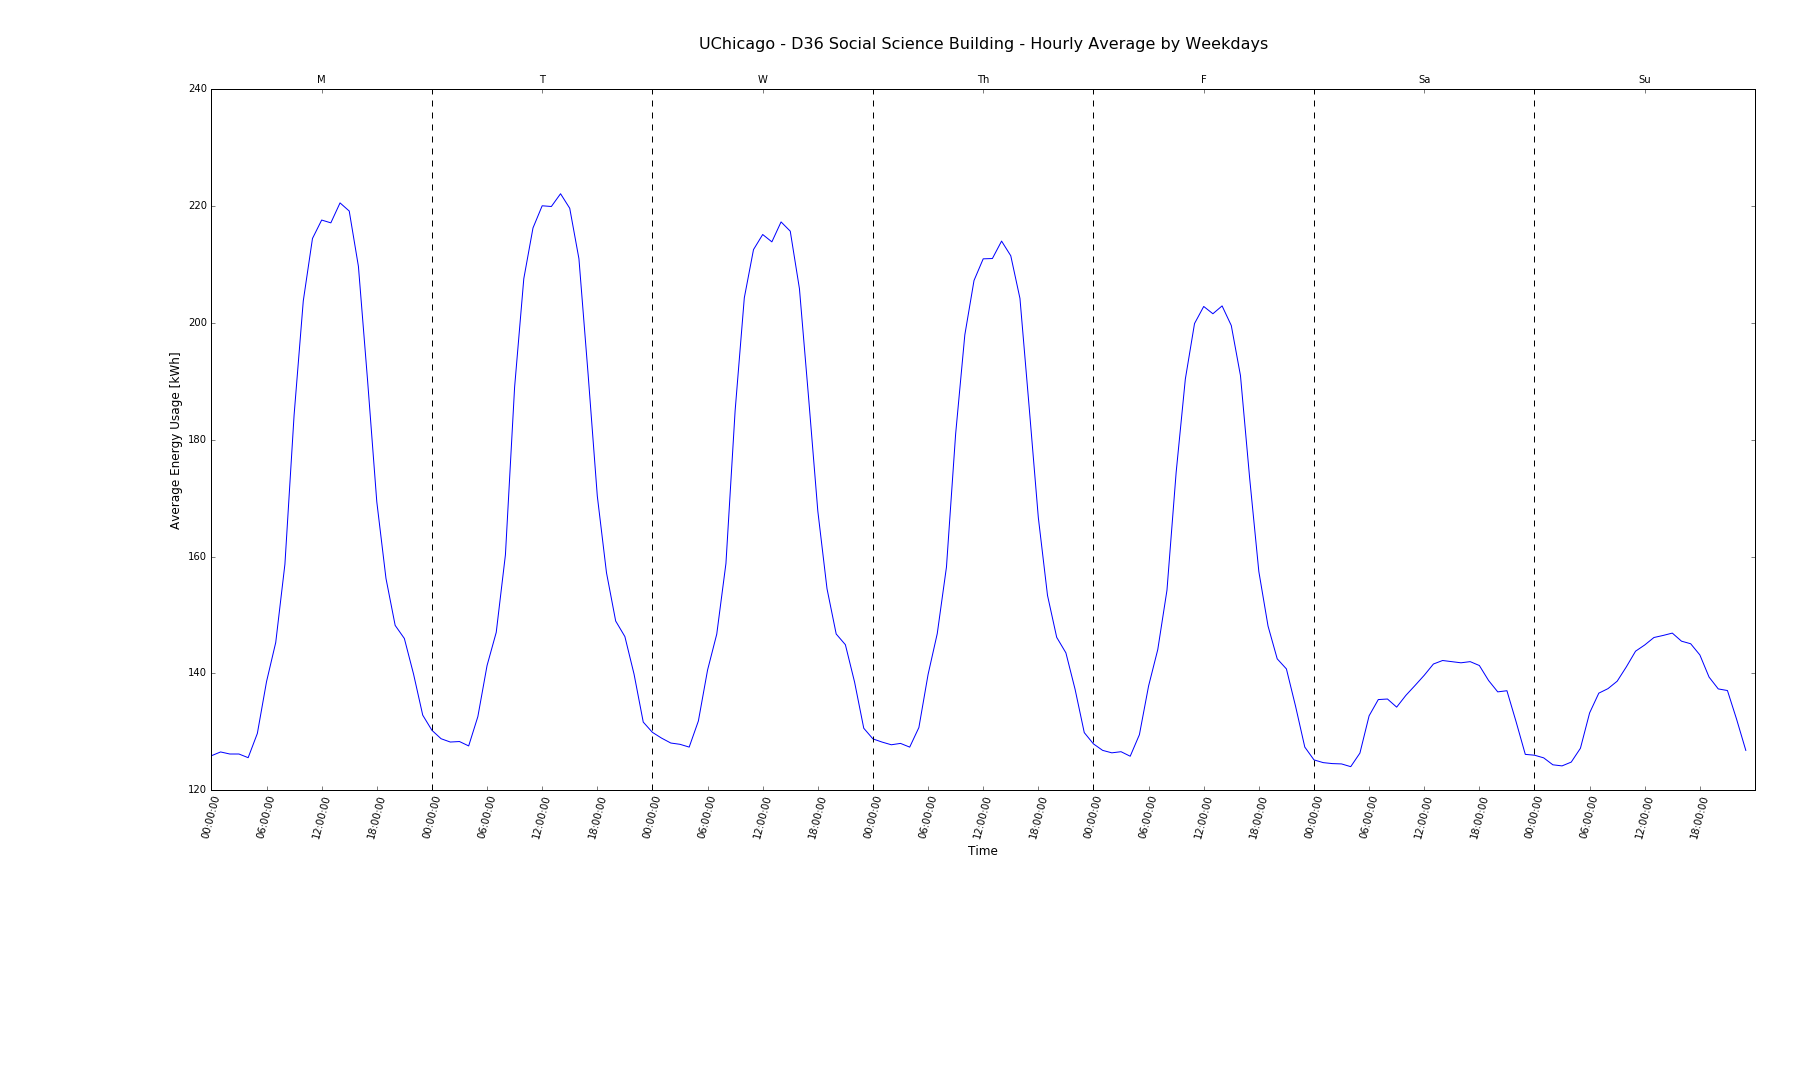 UChicago - D36 Social Science Building - Hourly Average by Weekdays
M T W Th F Sa Su
240
220
200
180
160
140
120
Average Energy Usage [kWh]
00:00:00 06:00:00 12:00:00 18:00:00 00:00:00 06:00:00 12:00:00 18:00:00 00:00:00 06:00:00 12:00:00 18:00:00 00:00:00 06:00:00 12:00:00 18:00:00 00:00:00 06:00:00 12:00:00 18:00:00 00:00:00 06:00:00 12:00:00 18:00:00 00:00:00 06:00:00 12:00:00 18:00:00
Time